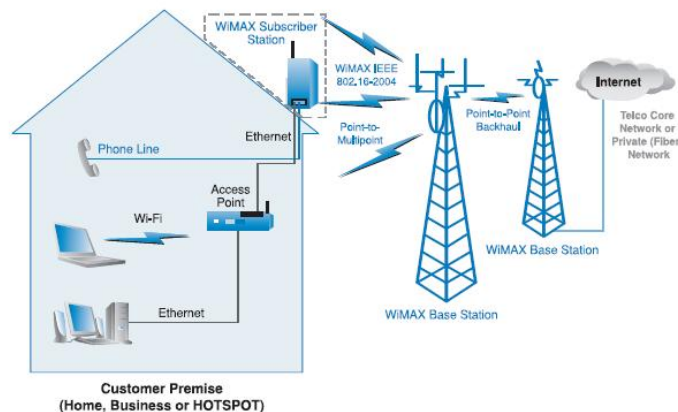 WiMAX Subscriber
Station
WiMAX IEEE
802.16-2004
Ethernet
Phone Line
Point-to-
Multipoint
Point-to-Point
Backhaul
Internet
Telco Core
Network or
Private (Fiber
Network
Access
Point
Wi-Fi
Ethernet
WiMAX Base Station
WiMAX Base Station
Customer Premise
(Home, Business or HOTSPOT)